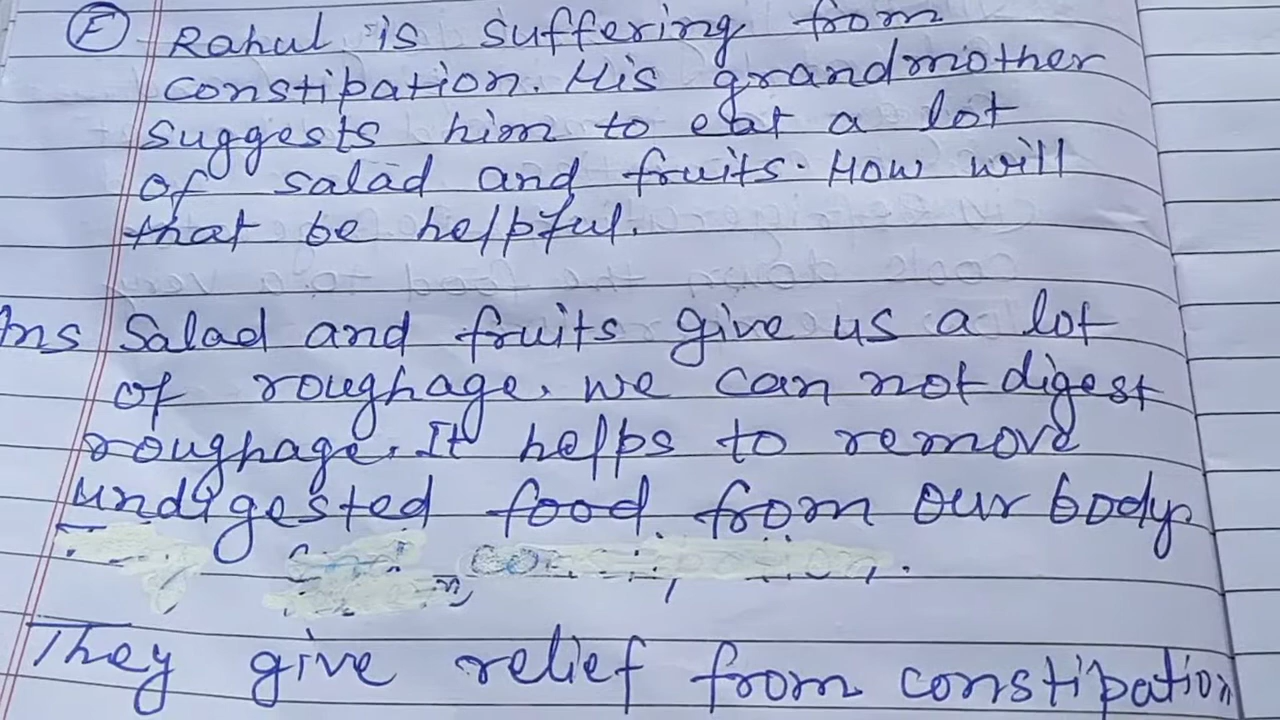 (F) Rahul is suffering from
constipation. His grandmother
suggests him to eat a lot
of salad and fruits. How will
that be helpful.
Ans Salad and fruits give us a lot
of roughage. we can not digest
roughage. It helps to remove
undigested food from our body.
They give relief from constipation